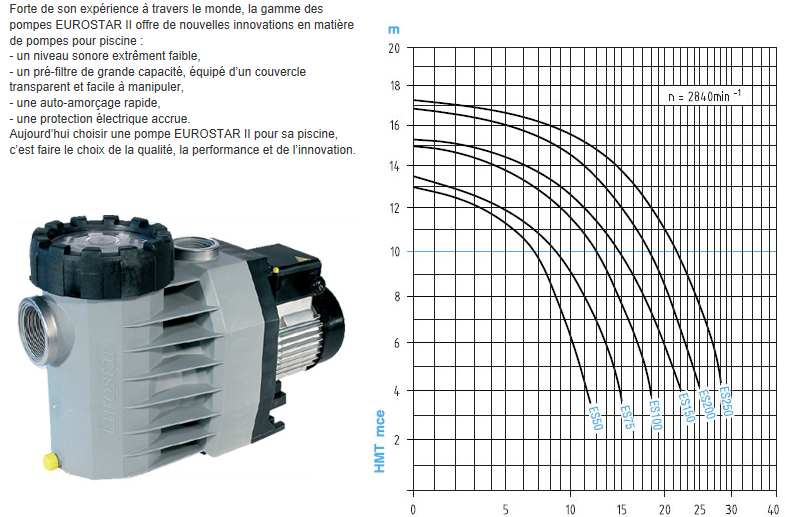 Forte de son expérience à travers le monde, la gamme des
pompes EUROSTAR II offre de nouvelles innovations en matière
de pompes pour piscine :
- un niveau sonore extrêment faible,
- un pré-filtre de grande capacité, équipé d'un couvercle
transparent et facile à manipuler,
- une auto-amorçage rapide,
- une protection électrique accrue.
Aujourd'hui choisir une pompe EUROSTAR II pour sa piscine,
c'est faire le choix de la qualité, la performance et de l'innovation.
Eurostar
m
20
18
16
14
12
10
8
6
4
2
HMT mce
n = 2840min -1
ES50
ES75
ES100
ES150
ES200
ES250
0 5 10 15 20 25 30 40